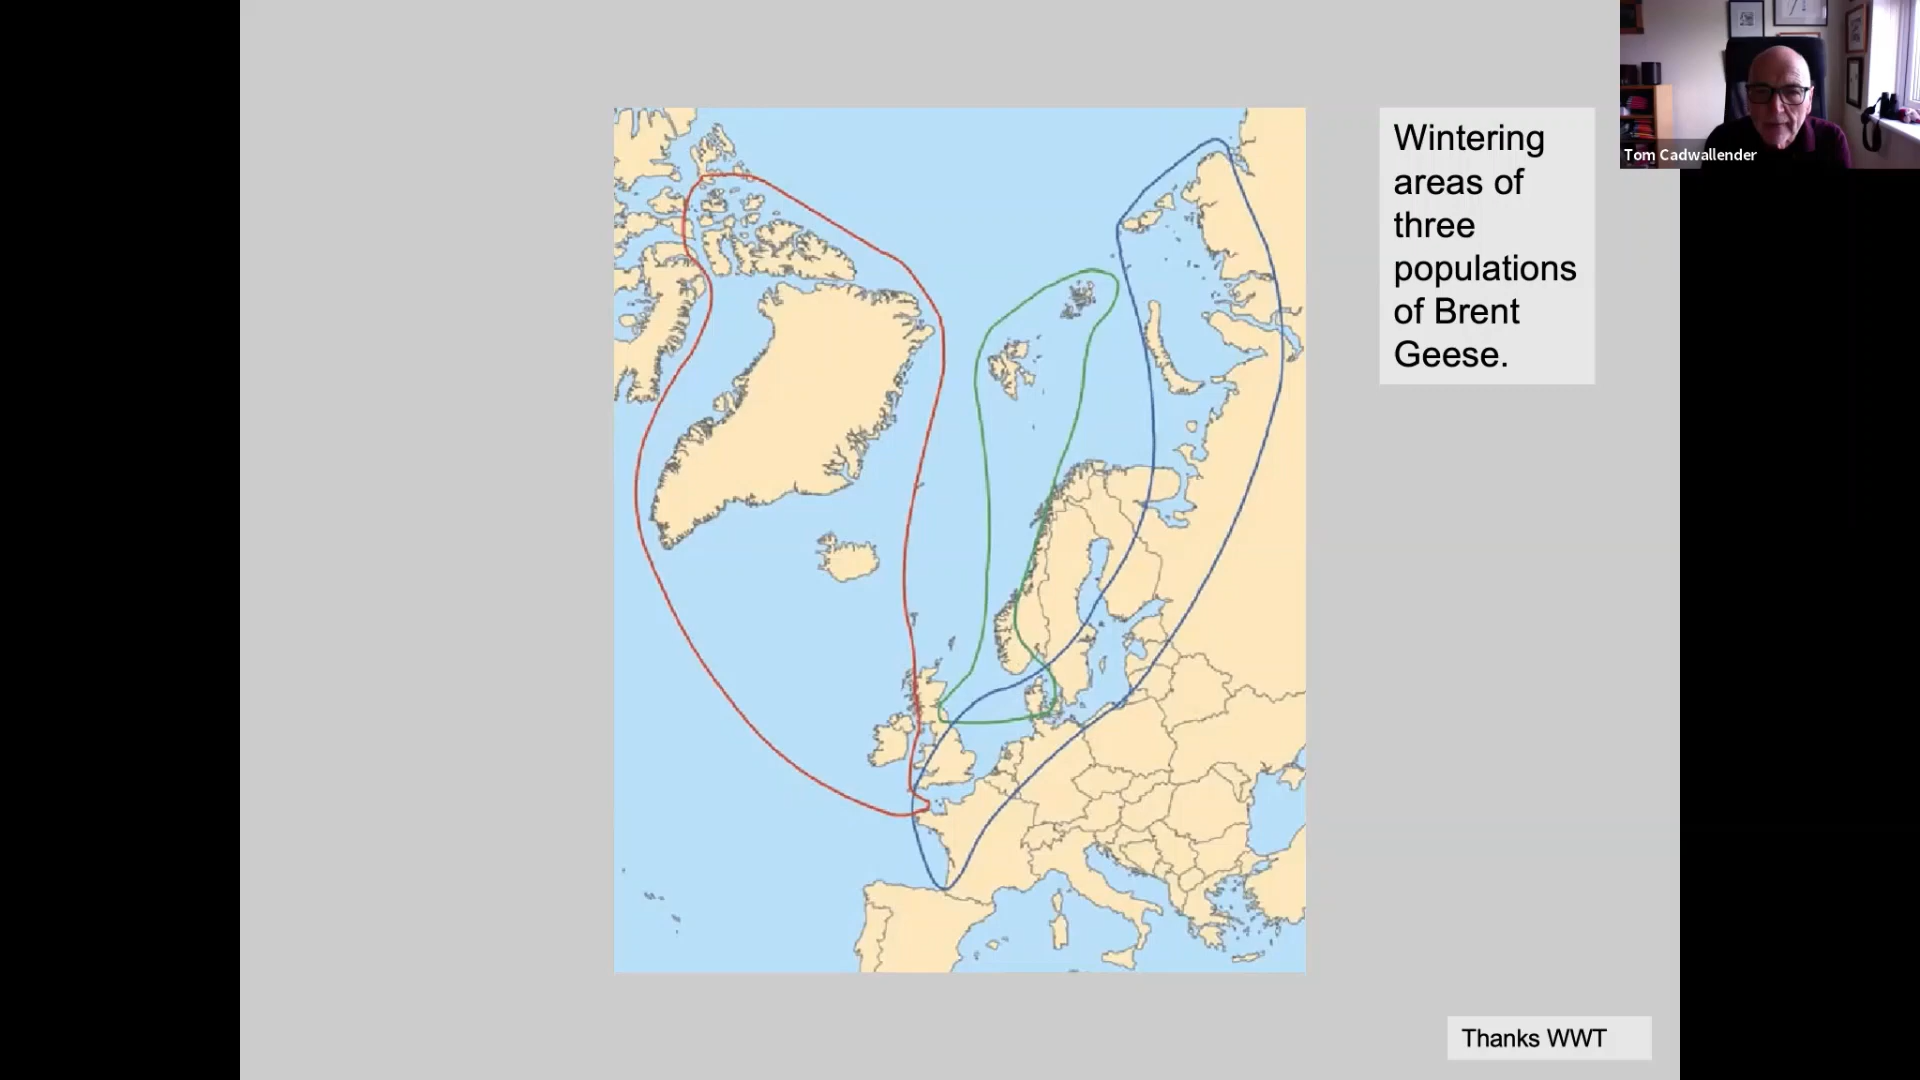 Wintering
areas of
three
populations
of Brent
Geese.
Tom Cadwallender
Thanks WWT